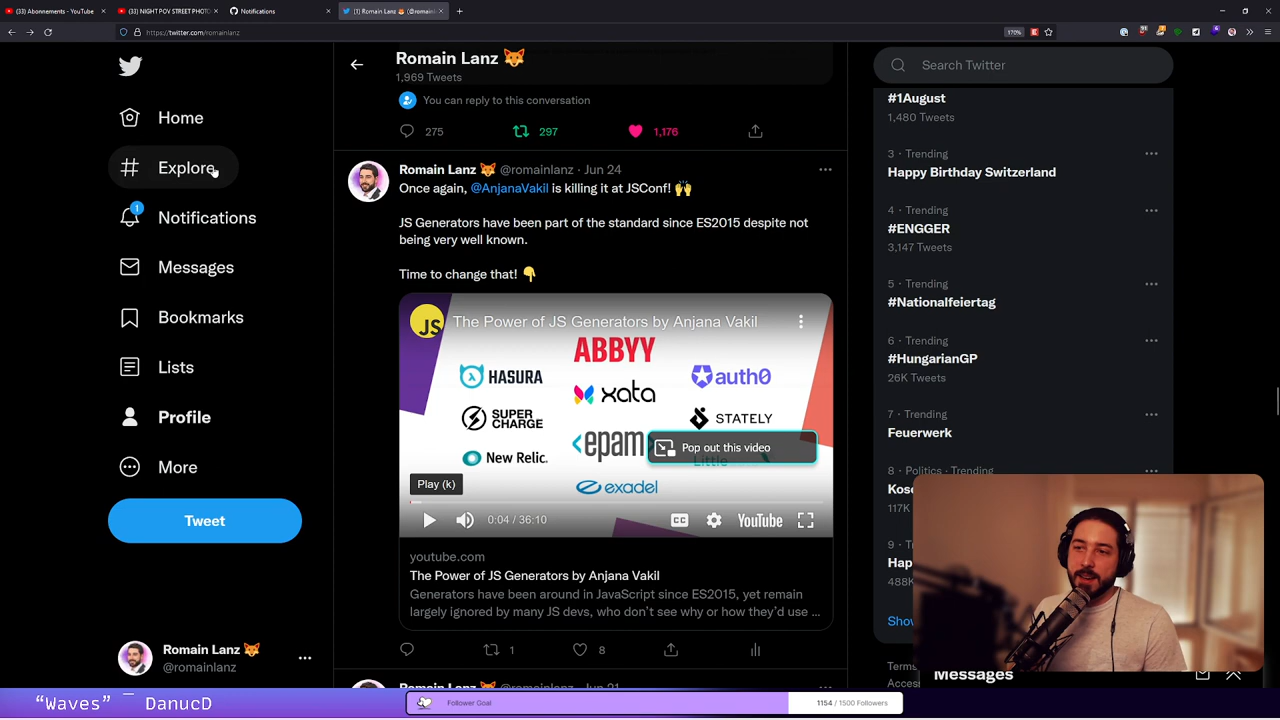 (33) Abonnements - YouTube
(33) NIGHT POV STREET PHOTO
Notifications
(1) Romain Lanz 🦊 (@romainl
https://twitter.com/romainlanz
170%
Romain Lanz 🦊
1,969 Tweets
You can reply to this conversation
275
297
1,176
Home
Explore
Notifications
1
Messages
Bookmarks
Lists
Profile
More
Tweet
Romain Lanz 🦊
@romainlanz
Romain Lanz 🦊 @romainlanz · Jun 24
Once again, @AnjanaVakil is killing it at JSConf! 🙌
JS Generators have been part of the standard since ES2015 despite not
being very well known.
Time to change that! 👇
JS
The Power of JS Generators by Anjana Vakil
ABBYY
HASURA
xata
auth0
SUPER
CHARGE
STATELY
<epam
Pop out this video
Little
New Relic.
exadel
Play (k)
0:04 / 36:10
CC
YouTube
youtube.com
The Power of JS Generators by Anjana Vakil
Generators have been around in JavaScript since ES2015, yet remain
largely ignored by many JS devs, who don't see why or how they'd use ...
1
8
Romain Lanz 🦊 @romainlanz · Jun 21
Search Twitter
#1August
1,480 Tweets
3 · Trending
Happy Birthday Switzerland
4 · Trending
#ENGGER
3,147 Tweets
5 · Trending
#Nationalfeiertag
6 · Trending
#HungarianGP
26K Tweets
7 · Trending
Feuerwerk
8 · Politics · Trending
117K
488K
Terms
Messages
"Waves" ‾ DanucD
Follower Goal
1154 / 1500 Followers